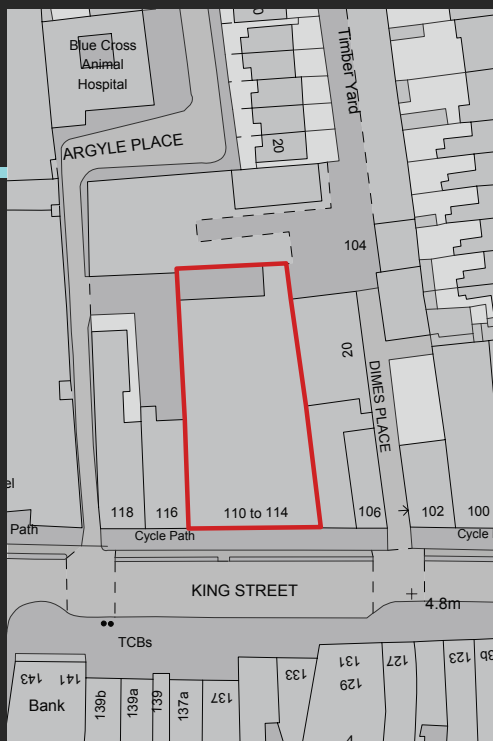 Blue Cross
Animal
Hospital
Timber Yard
ARGYLE PLACE
20
104
20
DIMES PLACE
118
116
110 to 114
106
102
100
el
Path
Cycle Path
Cycle
KING STREET
4.8m
TCBs
143
141
Bank
139b
139a
139
137a
137
133
131
129
127
123